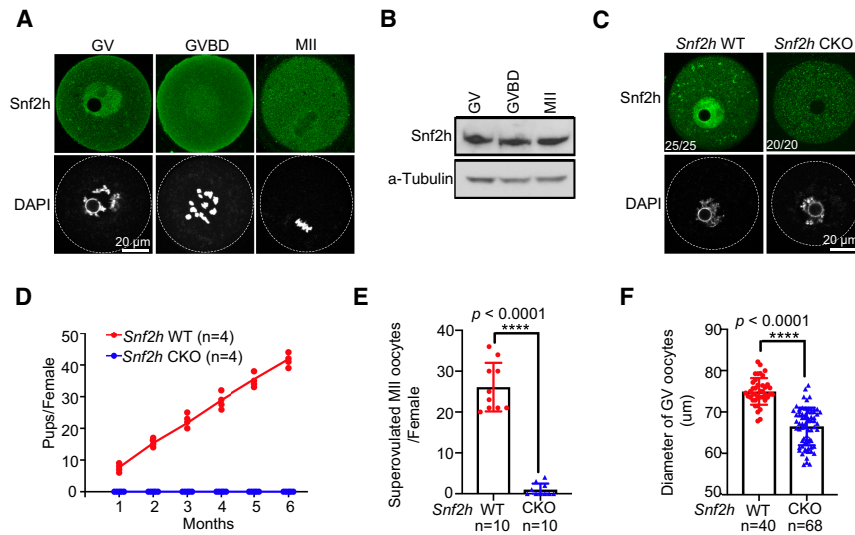 A
GV
GVBD
MII
Snf2h
DAPI
20 µm
B
GV
GVBD
MII
Snf2h
a-Tubulin
C
Snf2h WT
Snf2h CKO
Snf2h
25/25
20/20
DAPI
20 µm
D
Snf2h WT (n=4)
Snf2h CKO (n=4)
Pups/Female
50
40
30
20
10
0
1 2 3 4 5 6
Months
E
p < 0.0001
****
Superovulated MII oocytes
/Female
40
30
20
10
0
Snf2h WT CKO
n=10 n=10
F
p < 0.0001
****
Diameter of GV oocytes
(um)
90
80
70
60
50
Snf2h WT CKO
n=40 n=68